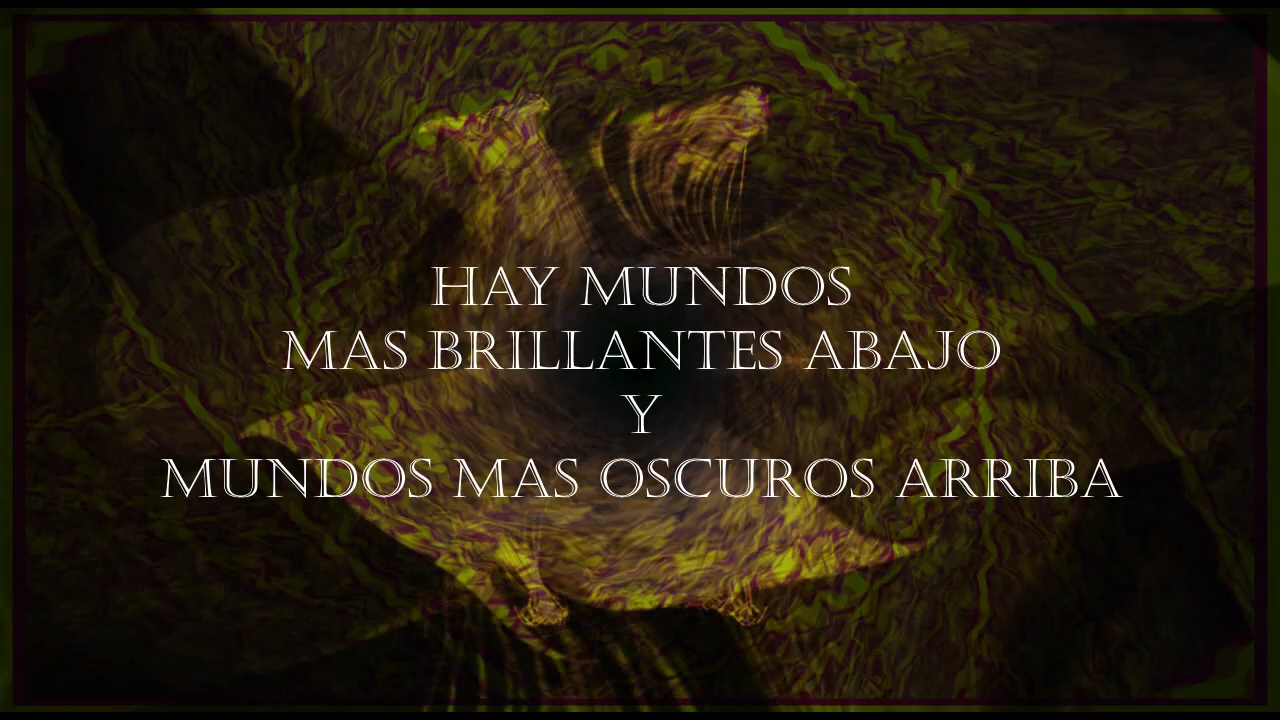 HAY MUNDOS
MAS BRILLANTES ABAJO
Y
MUNDOS MAS OSCUROS ARRIBA